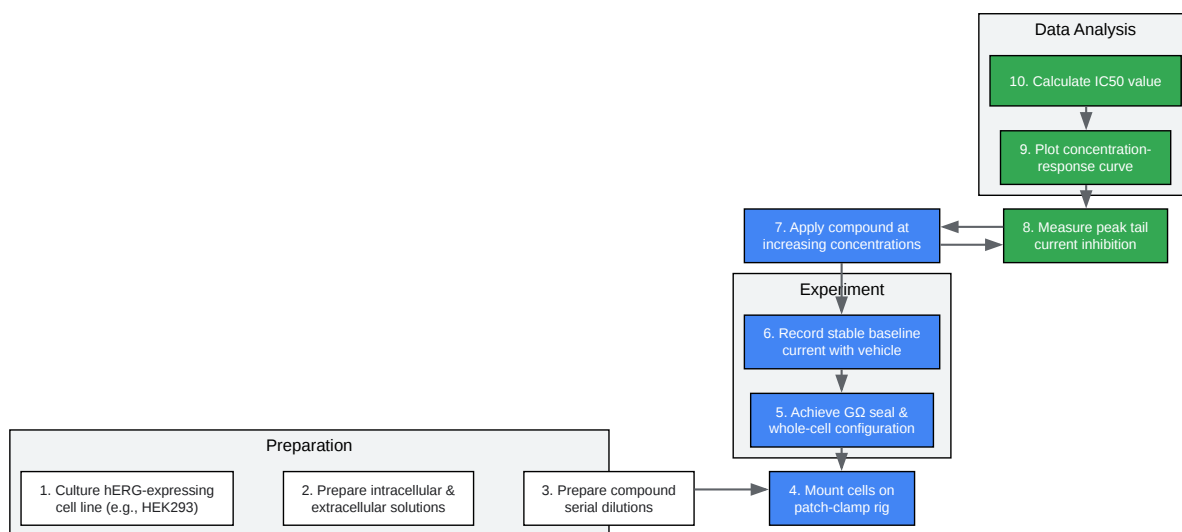 Data Analysis
10. Calculate IC50 value
9. Plot concentration-
response curve
7. Apply compound at
increasing concentrations
8. Measure peak tail
current inhibition
Experiment
6. Record stable baseline
current with vehicle
5. Achieve GΩ seal &
whole-cell configuration
Preparation
1. Culture hERG-expressing
cell line (e.g., HEK293)
2. Prepare intracellular &
extracellular solutions
3. Prepare compound
serial dilutions
4. Mount cells on
patch-clamp rig